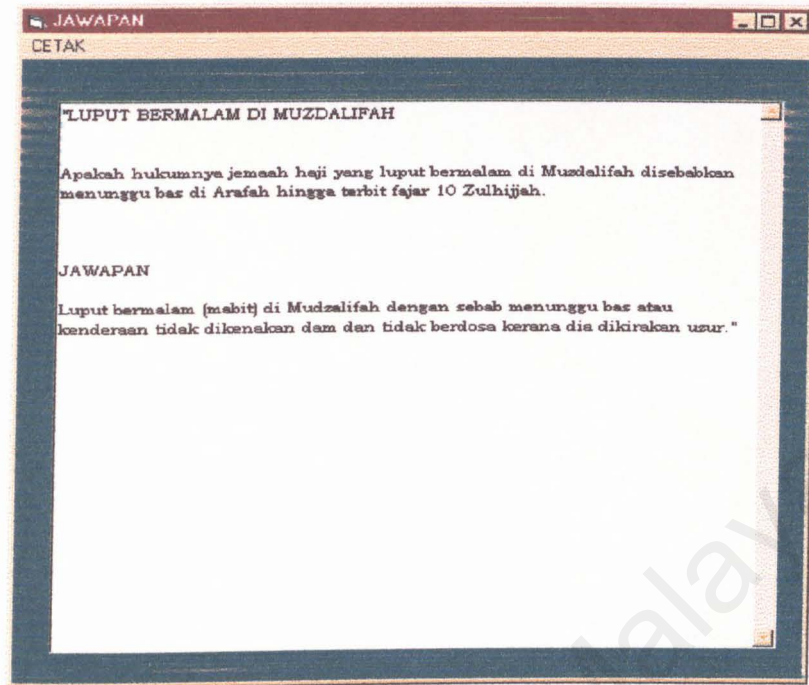 JAWAPAN
CETAK
"LUPUT BERMALAM DI MUZDALIFAH
Apakah hukumnya jemaah haji yang luput bermalam di Muzdalifah disebabkan
menunggu bas di Arafah hingga terbit fajar 10 Zulhijjah.
JAWAPAN
Luput bermalam (mabit) di Mudzalifah dengan sebab menunggu bas atau
kenderaan tidak dikenakan dam dan tidak berdosa kerana dia dikirakan uzur."